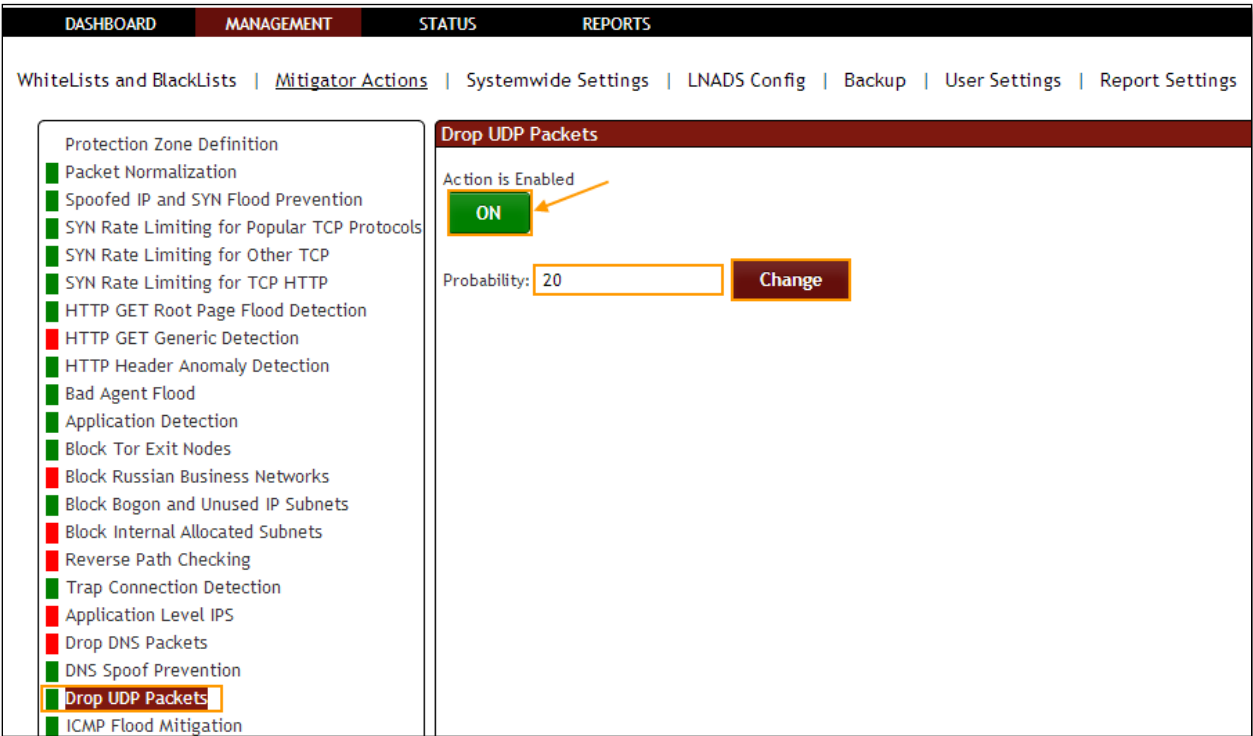 DASHBOARD MANAGEMENT STATUS REPORTS
WhiteLists and BlackLists | Mitigator Actions | Systemwide Settings | LNADS Config | Backup | User Settings | Report Settings
Protection Zone Definition
Packet Normalization
Spoofed IP and SYN Flood Prevention
SYN Rate Limiting for Popular TCP Protocols
SYN Rate Limiting for Other TCP
SYN Rate Limiting for TCP HTTP
HTTP GET Root Page Flood Detection
HTTP GET Generic Detection
HTTP Header Anomaly Detection
Bad Agent Flood
Application Detection
Block Tor Exit Nodes
Block Russian Business Networks
Block Bogon and Unused IP Subnets
Block Internal Allocated Subnets
Reverse Path Checking
Trap Connection Detection
Application Level IPS
Drop DNS Packets
DNS Spoof Prevention
Drop UDP Packets
ICMP Flood Mitigation
Drop UDP Packets
Action is Enabled
ON
Probability: 20 Change